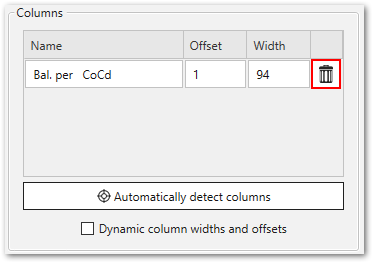 Columns
Name Offset Width
Bal. per   CoCd 1 94
Automatically detect columns
Dynamic column widths and offsets